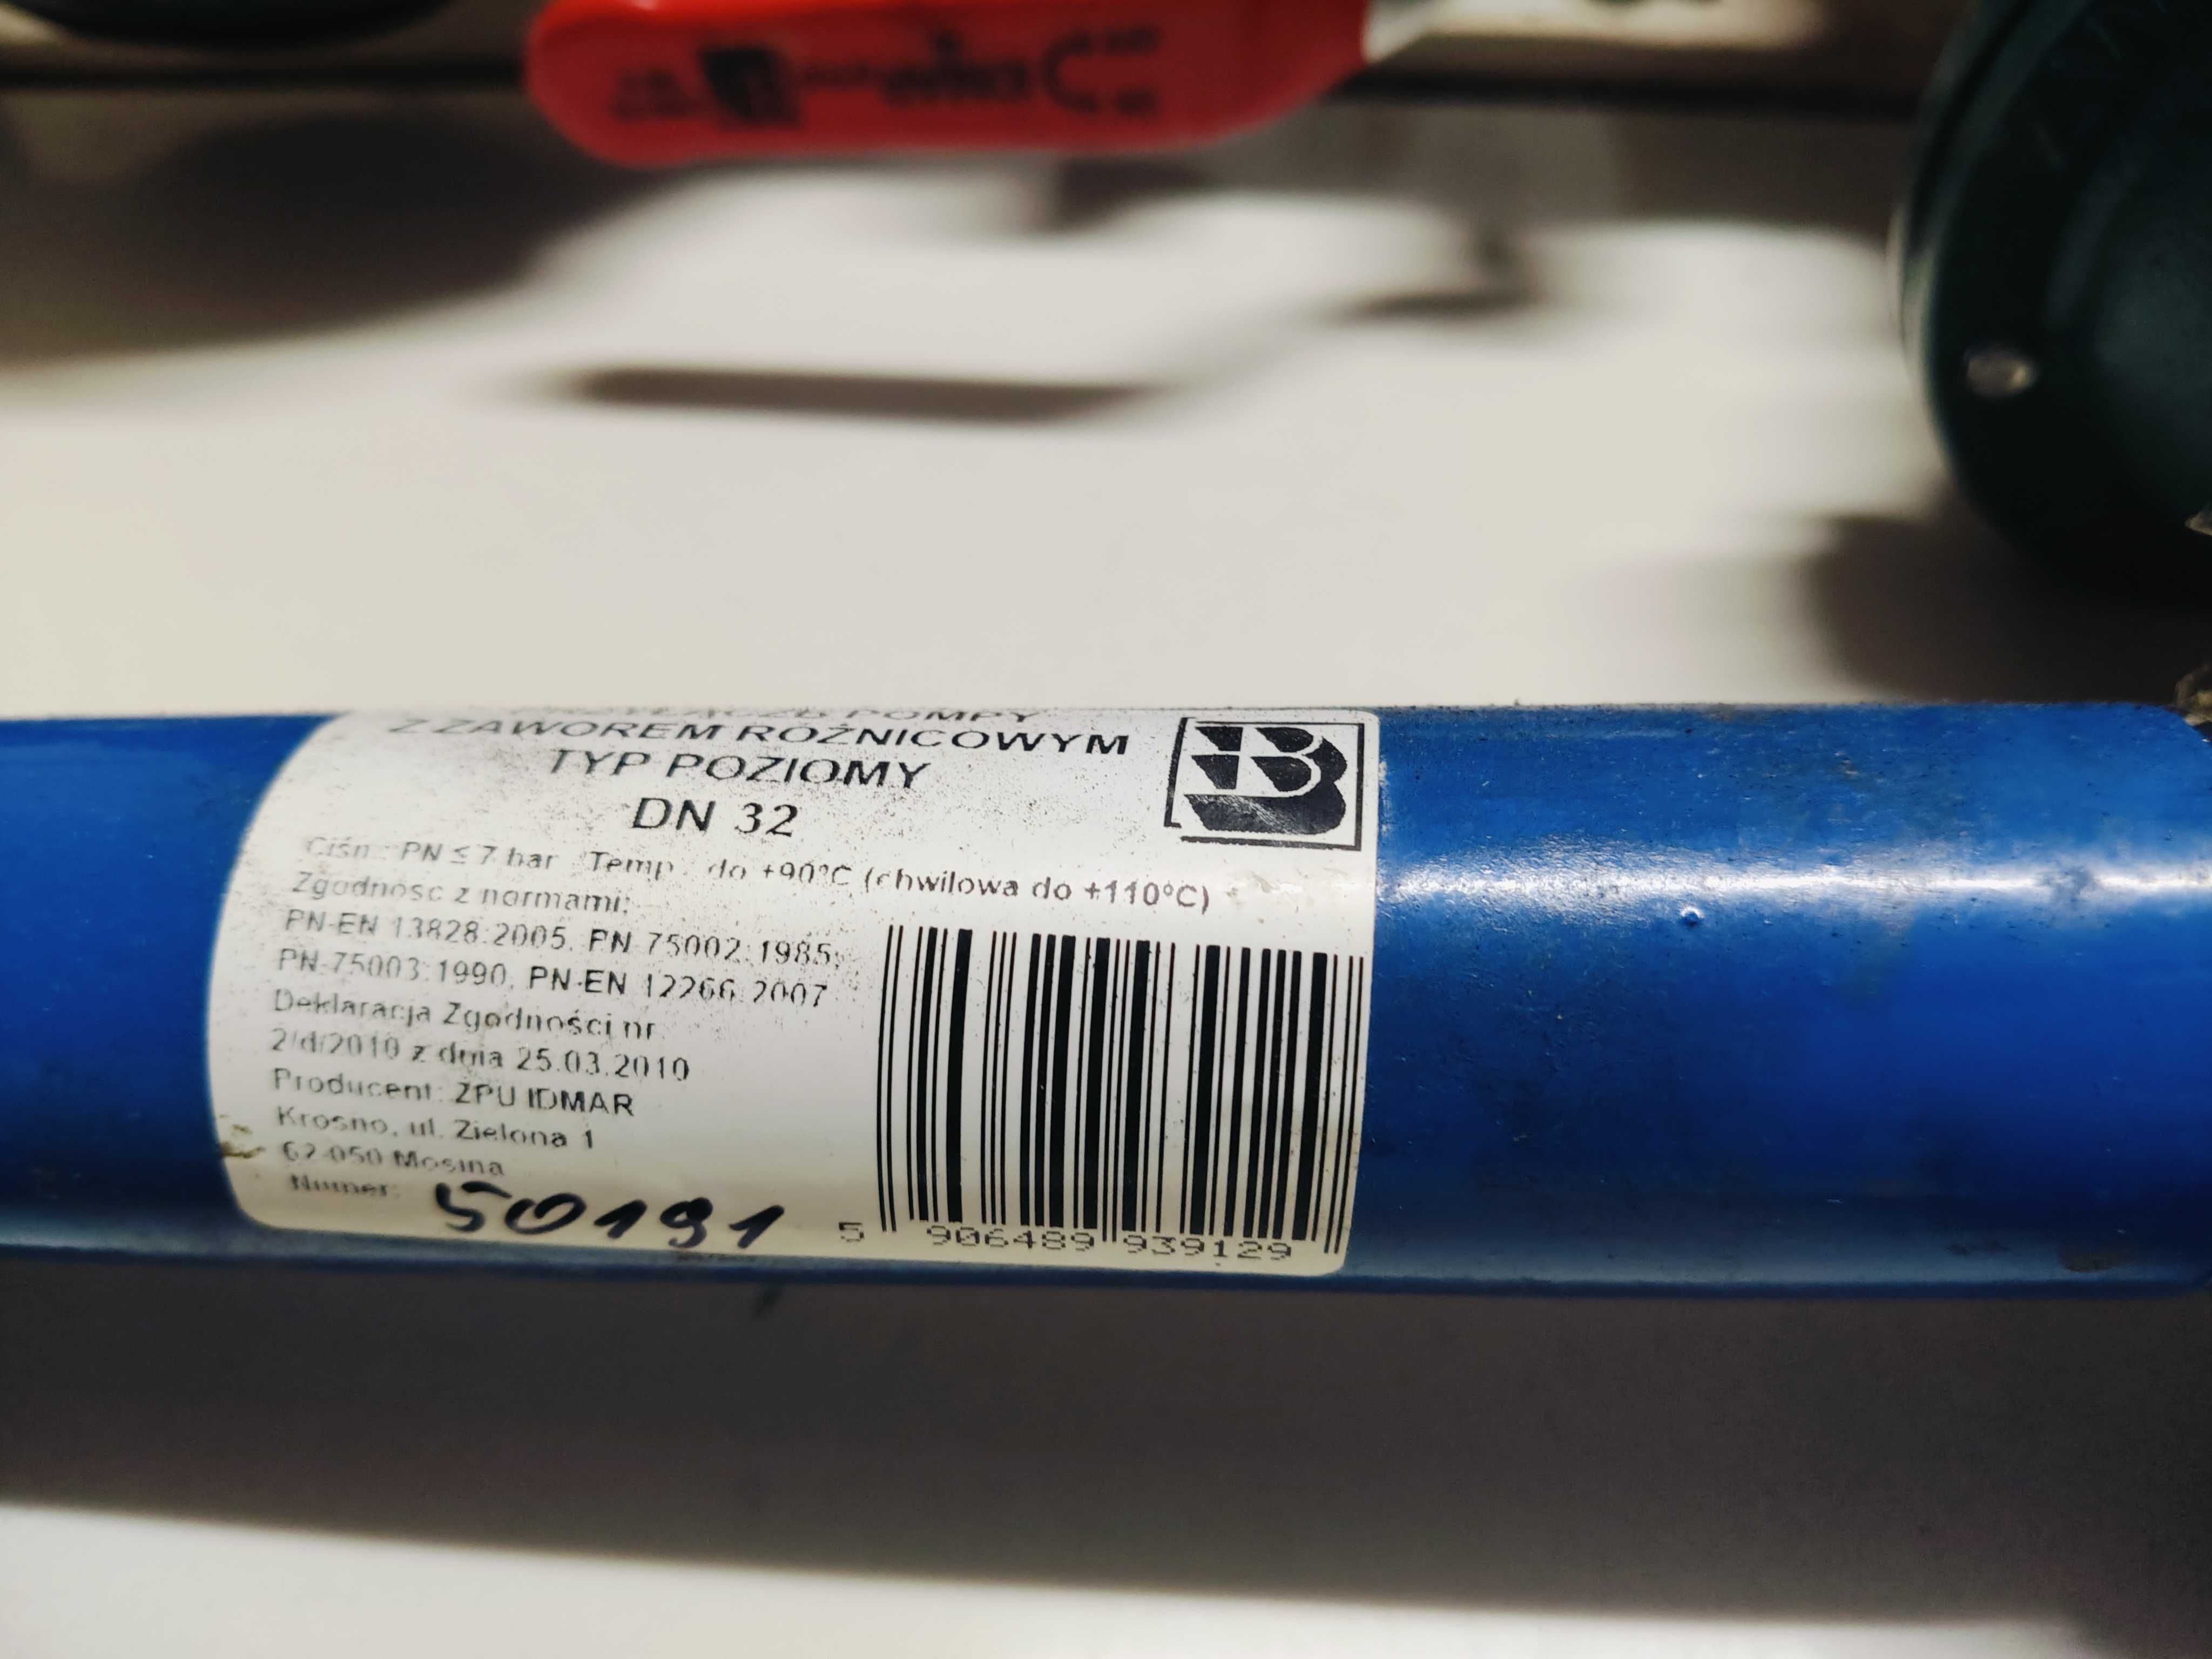 PRZYŁĄCZE POMPY
Z ZAWOREM RÓŻNICOWYM
TYP POZIOMY
DN 32
Ciśn.: PN ≤ 7 bar Temp.: do +90°C (chwilowa do +110°C)
Zgodność z normami:
PN-EN 13828:2005, PN 75002:1985;
PN-75003:1990, PN-EN 12266:2007
Deklaracja Zgodności nr
2/d/2010 z dnia 25.03.2010
Producent: ZPU IDMAR
Krosno, ul. Zielona 1
62-050 Mosina
Numer: 50191
5 906489 939129